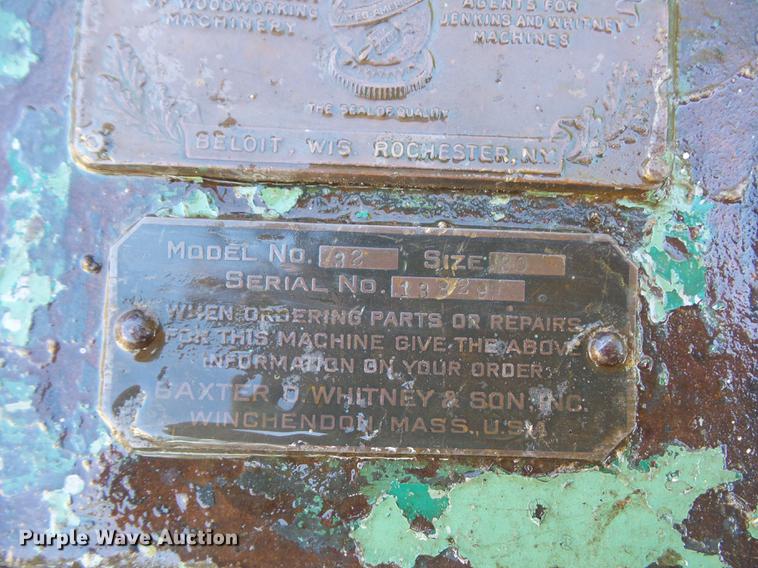 OF WOODWORKING
MACHINERY
AGENTS FOR
JENKINS AND WHITNEY
MACHINES
THE SEAL OF QUALITY
BELOIT, WIS. ROCHESTER, N.Y.
MODEL NO. 32 SIZE
SERIAL NO.
WHEN ORDERING PARTS OR REPAIRS
FOR THIS MACHINE GIVE THE ABOVE
INFORMATION ON YOUR ORDER
BAXTER D. WHITNEY & SON, INC.
WINCHENDON, MASS., U.S.A.
Purple Wave Auction